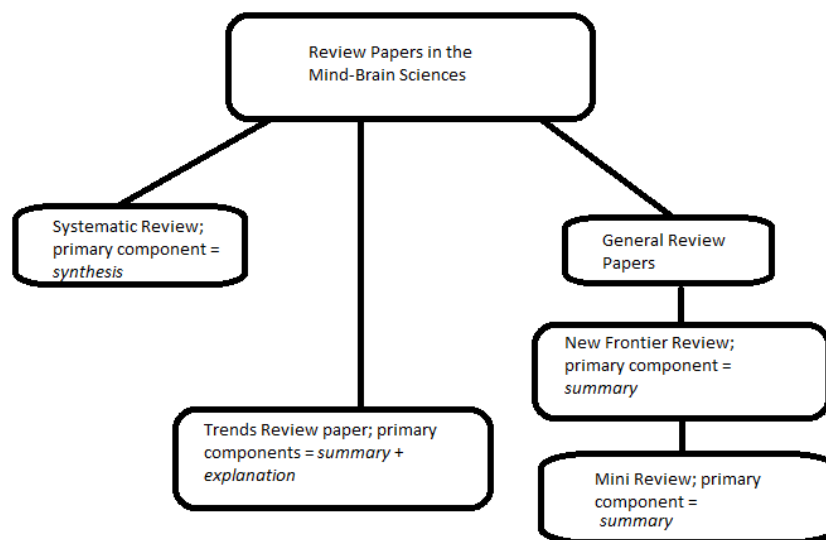 Review Papers in the
Mind-Brain Sciences
Systematic Review;
primary component =
synthesis
General Review
Papers
New Frontier Review;
primary component =
summary
Trends Review paper; primary
components = summary +
explanation
Mini Review; primary
component =
summary